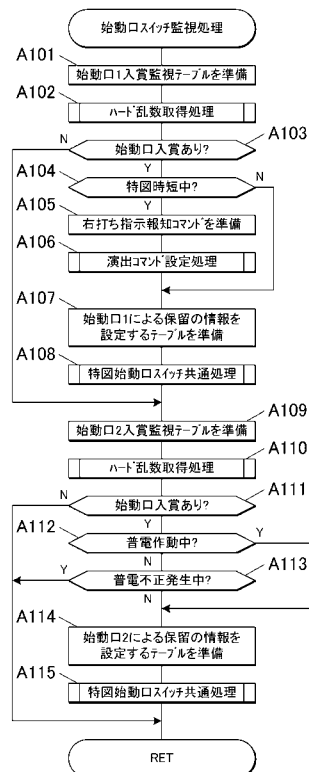 始動口スイッチ監視処理
A101
始動口1入賞監視テーブルを準備
A102
ハード乱数取得処理
A103
N
始動口入賞あり?
Y
A104
特図時短中?
N
Y
A105
右打ち指示報知コマンドを準備
A106
演出コマンド設定処理
A107
始動口1による保留の情報を
設定するテーブルを準備
A108
特図始動口スイッチ共通処理
A109
始動口2入賞監視テーブルを準備
A110
ハード乱数取得処理
A111
N
始動口入賞あり?
Y
A112
普電作動中?
Y
N
A113
Y
普電不正発生中?
N
A114
始動口2による保留の情報を
設定するテーブルを準備
A115
特図始動口スイッチ共通処理
RET